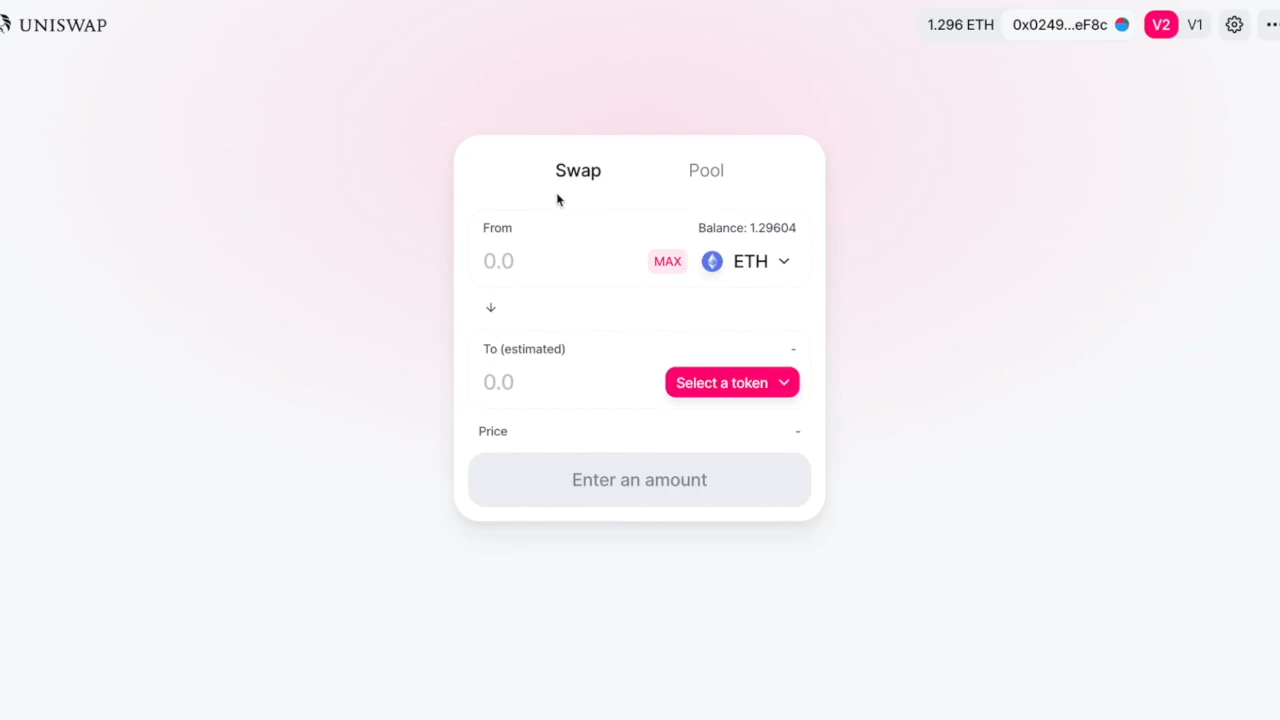 UNISWAP
1.296 ETH 0x0249...eF8c V2 V1
Swap Pool
From Balance: 1.29604
0.0 MAX ETH
To (estimated) -
0.0 Select a token
Price -
Enter an amount